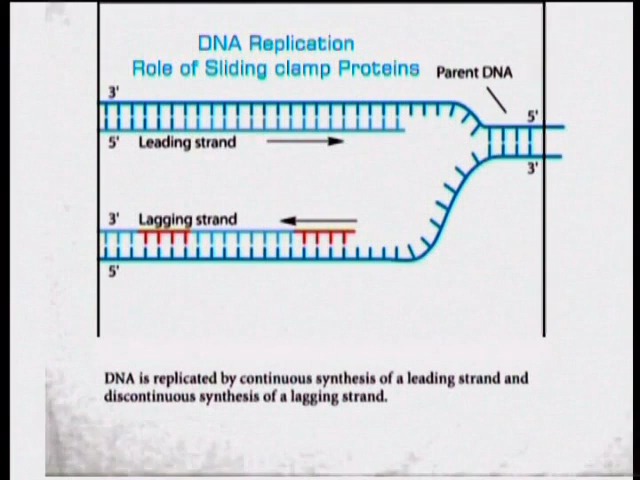 DNA Replication
Role of Sliding clamp Proteins
Parent DNA
3'
5'
5' Leading strand
3'
3' Lagging strand
5'
DNA is replicated by continuous synthesis of a leading strand and
discontinuous synthesis of a lagging strand.